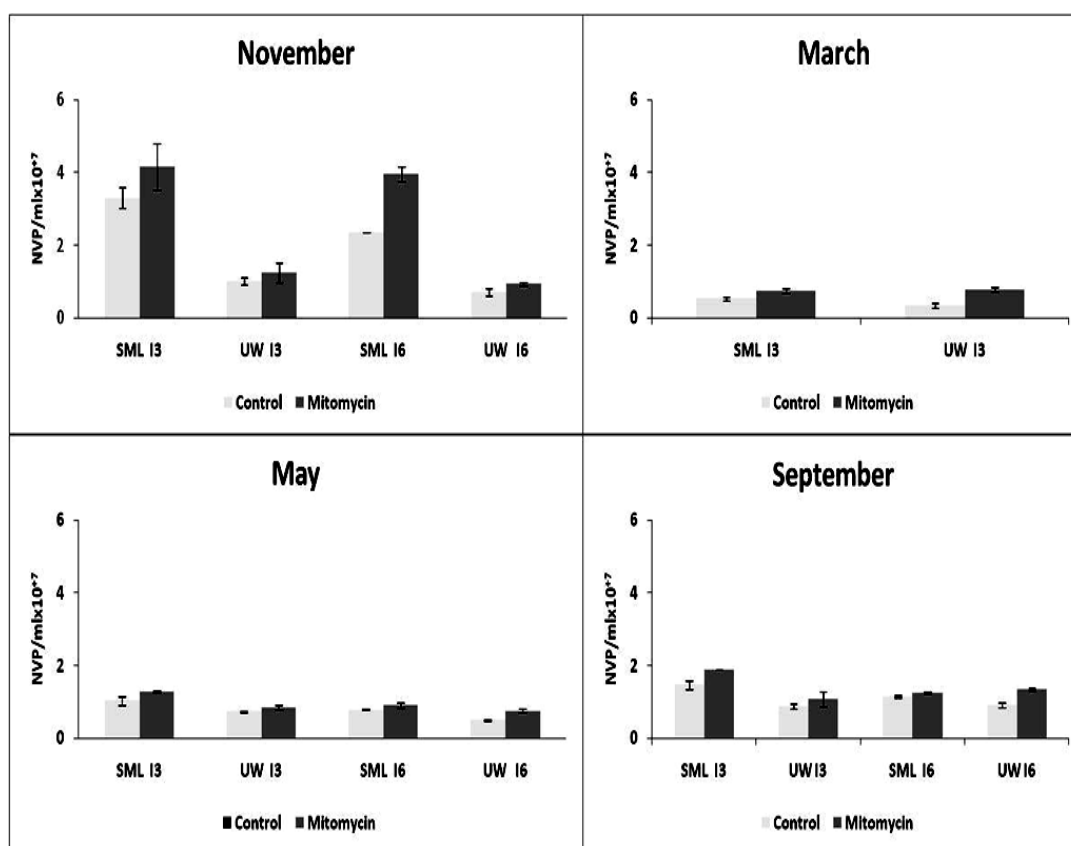 November
6
4
2
0
NVP/mlx10⁺⁷
SML I3
UW I3
SML I6
UW I6
Control
Mitomycin
March
6
4
2
0
NVP/mlx10⁺⁷
SML I3
UW I3
Control
Mitomycin
May
6
4
2
0
NVP/mlx10⁺⁷
SML I3
UW I3
SML I6
UW I6
Control
Mitomycin
September
6
4
2
0
NVP/mlx10⁺⁷
SML I3
UW I3
SML I6
UW I6
Control
Mitomycin